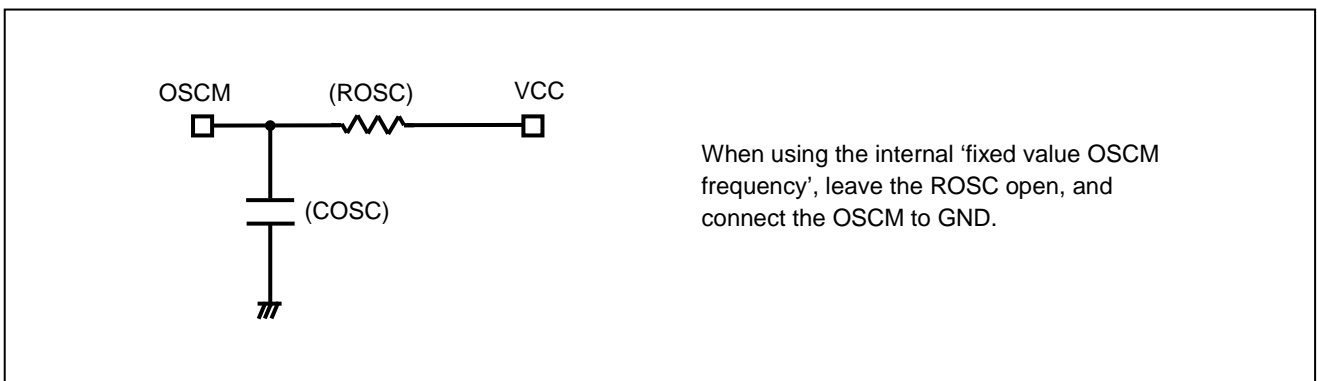 OSCM (ROSC) VCC
(COSC)
When using the internal ‘fixed value OSCM
frequency’, leave the ROSC open, and
connect the OSCM to GND.